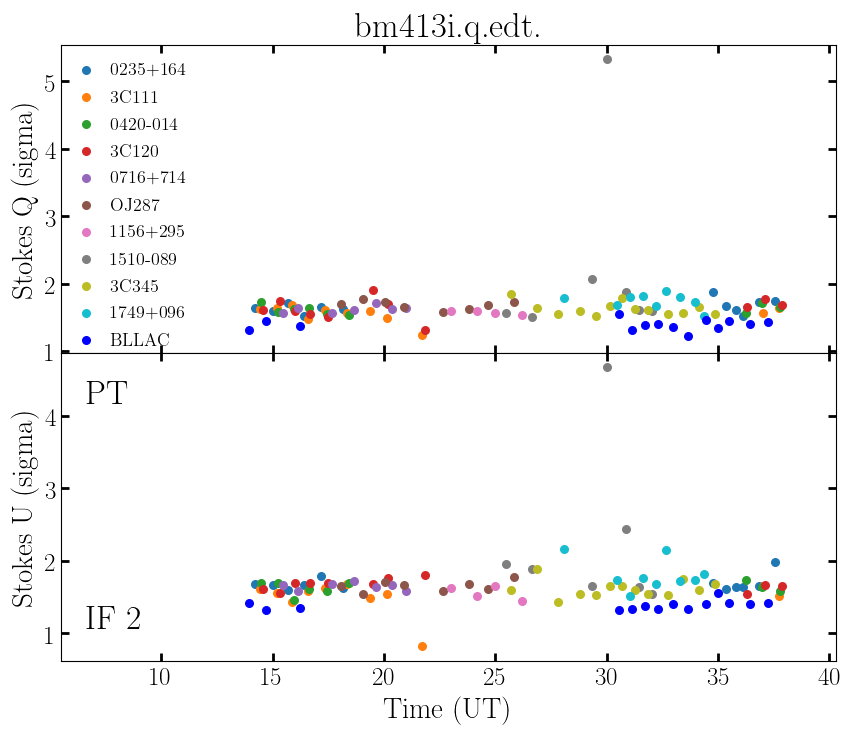 bm413i.q.edt.
Stokes Q (sigma)
5
4
3
2
1
0235+164
3C111
0420-014
3C120
0716+714
OJ287
1156+295
1510-089
3C345
1749+096
BLLAC
Stokes U (sigma)
4
3
2
1
PT
IF 2
10 15 20 25 30 35 40
Time (UT)